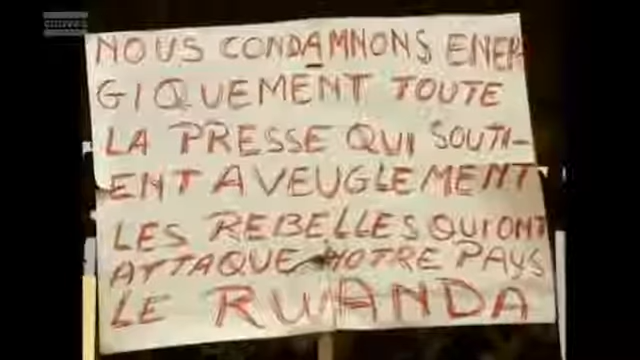 NOUS CONDAMNONS ENER
GIQUEMENT TOUTE
LA PRESSE QUI SOUTI-
ENT AVEUGLEMENT
LES REBELLES QUI ONT
ATTAQUE NOTRE PAYS
LE RWANDA